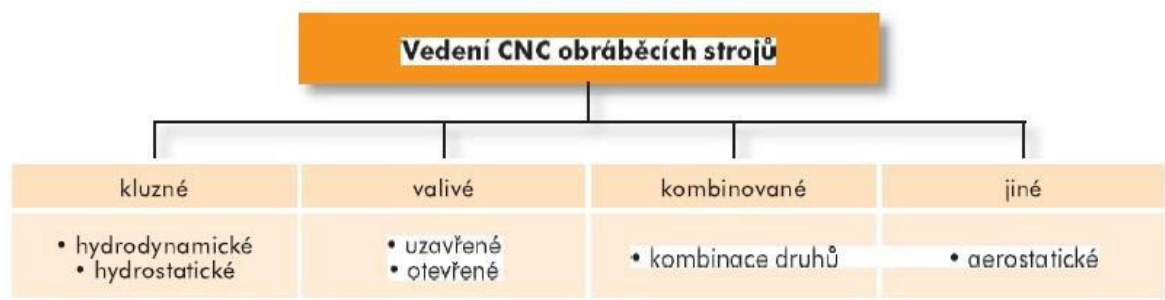 Vedení CNC obráběcích strojů
kluzné
valivé
kombinované
jiné
• hydrodynamické
• hydrostatické
• uzavřené
• otevřené
• kombinace druhů
• aerostatické